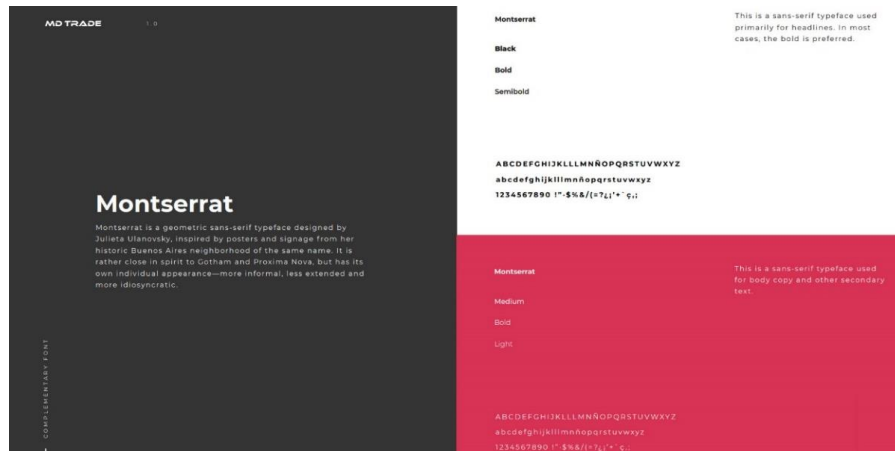 MD TRADE
ID
Montserrat
Montserrat is a geometric sans-serif typeface designed by
Julieta Ulanovsky, inspired by posters and signage from her
historic Buenos Aires neighborhood of the same name. It is
rather close in spirit to Gotham and Proxima Nova, but has its
own individual appearance—more informal, less extended and
more idiosyncratic.
COMPLEMENTARY FONT
Montserrat
Black
Bold
Semibold
This is a sans-serif typeface used
primarily for headlines. In most
cases, the bold is preferred.
ABCDEFGHIJKLLLMNÑOPQRSTUVWXYZ
abcdefghijklllmnñopqrstuvwxyz
1234567890 !"·$%&/(=?¿¡'+`ç,;
Montserrat
Medium
Bold
Light
This is a sans-serif typeface used
for body copy and other secondary
text.
ABCDEFGHIJKLLLMNÑOPQRSTUVWXYZ
abcdefghijklllmnñopqrstuvwxyz
1234567890 !"·$%&/(=?¿¡'+`ç,;